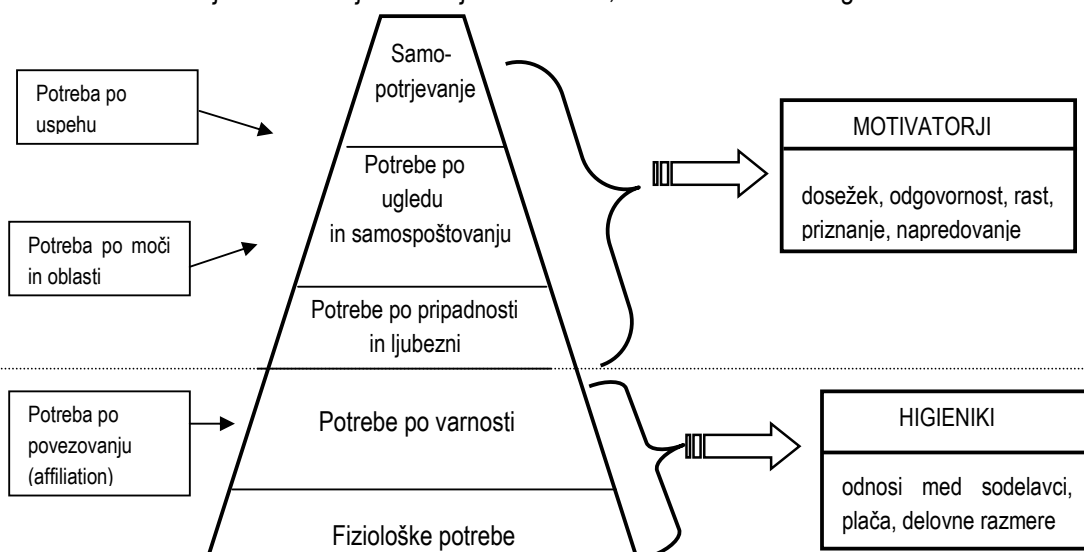 Samo-
potrjevanje
Potreba po
uspehu
MOTIVATORJI
dosežek, odgovornost, rast,
priznanje, napredovanje
Potrebe po
ugledu
in samospoštovanju
Potreba po moči
in oblasti
Potrebe po pripadnosti
in ljubezni
Potreba po
povezovanju
(affiliation)
Potrebe po varnosti
HIGIENIKI
odnosi med sodelavci,
plača, delovne razmere
Fiziološke potrebe